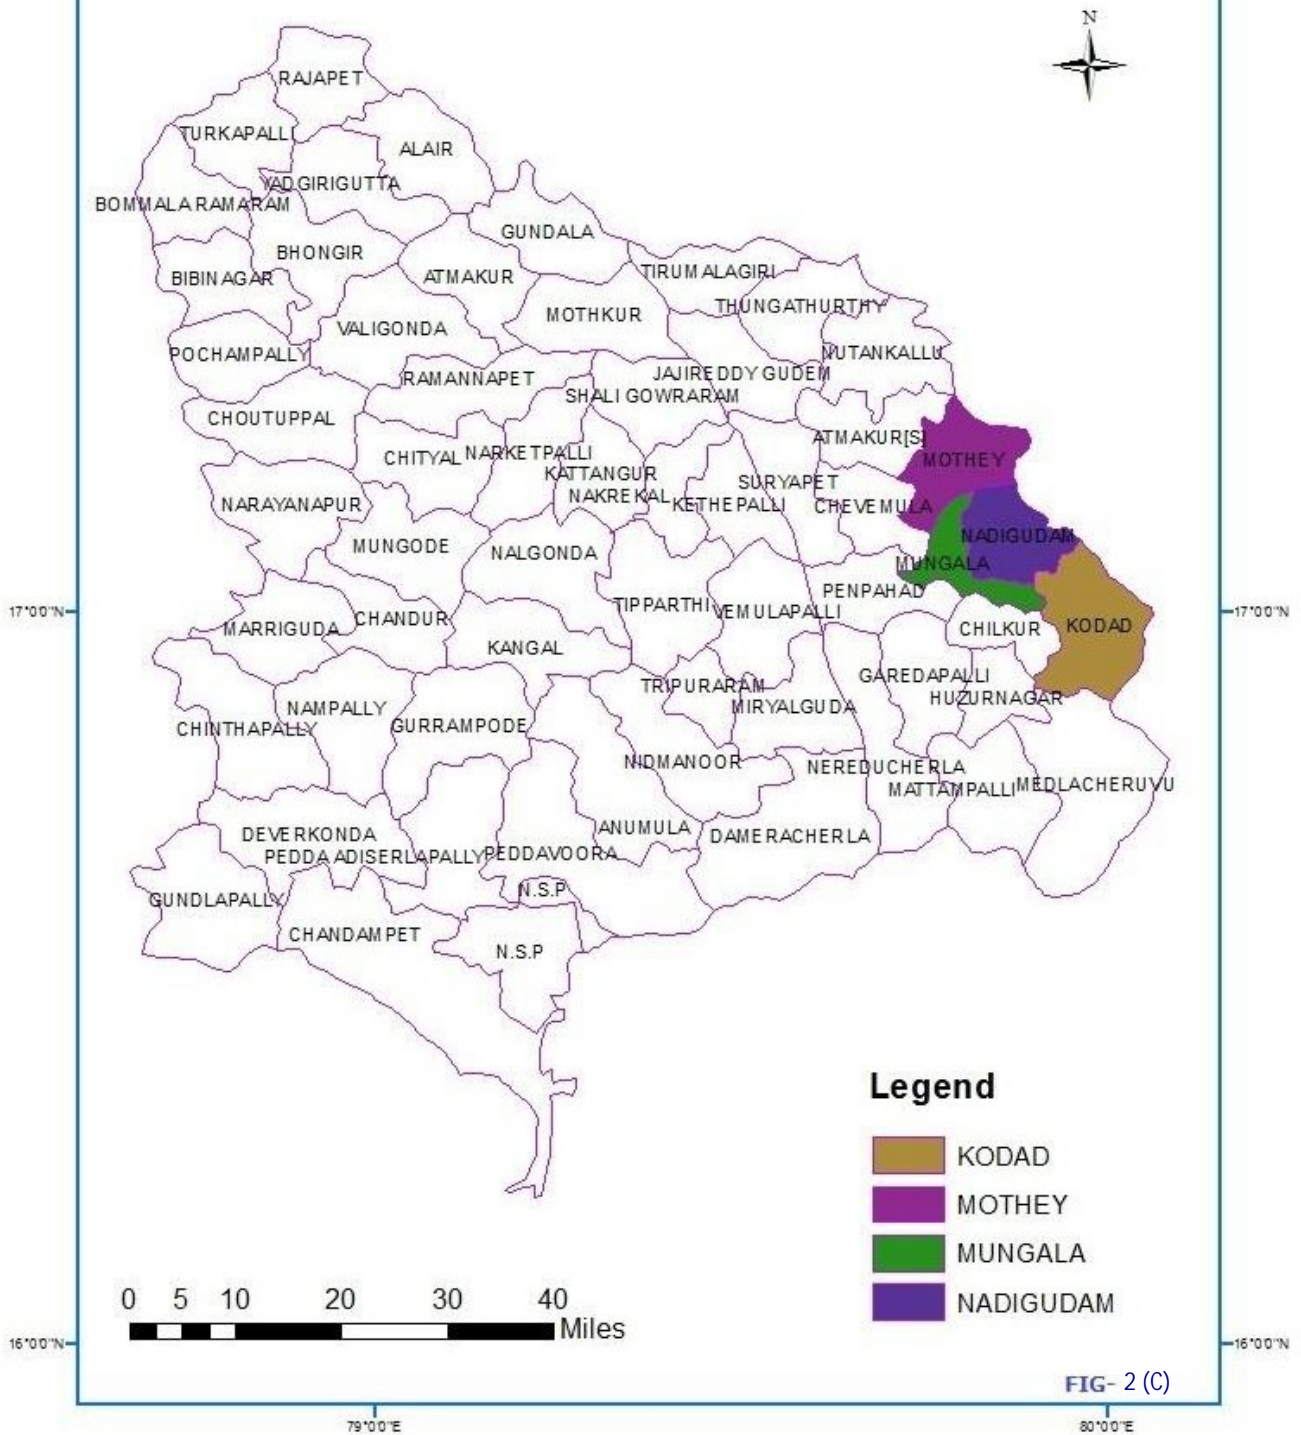 N
RAJAPET
TURKAPALLI
ALAIR
YADGIRIGUTTA
BOMMALA RAMARAM
GUNDALA
BHONGIR
TIRUMALAGIRI
BIBINAGAR
ATMAKUR
THUNGATHURTHY
MOTHKUR
VALIGONDA
POCHAMPALLY
NUTANKALLU
JAJIREDDY GUDEM
RAMANNAPET
SHALI GOWRARAM
CHOUTUPPAL
ATMAKUR[S]
NARKETPALLI
CHITYAL
MOTHEY
KATTANGUR
SURYAPET
NAKREKAL
KETHEPALLI
CHEVEMULA
NARAYANAPUR
NADIGUDAM
MUNGODE
NALGONDA
MUNGALA
PENPAHAD
TIPPARTHI
VEMULAPALLI
17°0'0"N
17°0'0"N
CHANDUR
MARRIGUDA
CHILKUR
KODAD
KANGAL
GAREDAPALLI
TRIPURARAM
HUZURNAGAR
NAMPALLY
MIRYALGUDA
CHINTHAPALLY
GURRAMPODE
NIDMANOOR
NEREDUCHERLA
MATTAMPALLI
MEDLACHERUVU
DEVERKONDA
ANUMULA
DAMERACHERLA
PEDDA ADISERLAPALLY
PEDDAVOORA
N.S.P
GUNDLAPALLY
CHANDAMPET
N.S.P
Legend
KODAD
MOTHEY
MUNGALA
NADIGUDAM
0 5 10 20 30 40
Miles
16°0'0"N
16°0'0"N
FIG- 2 (C)
79°0'0"E
80°0'0"E